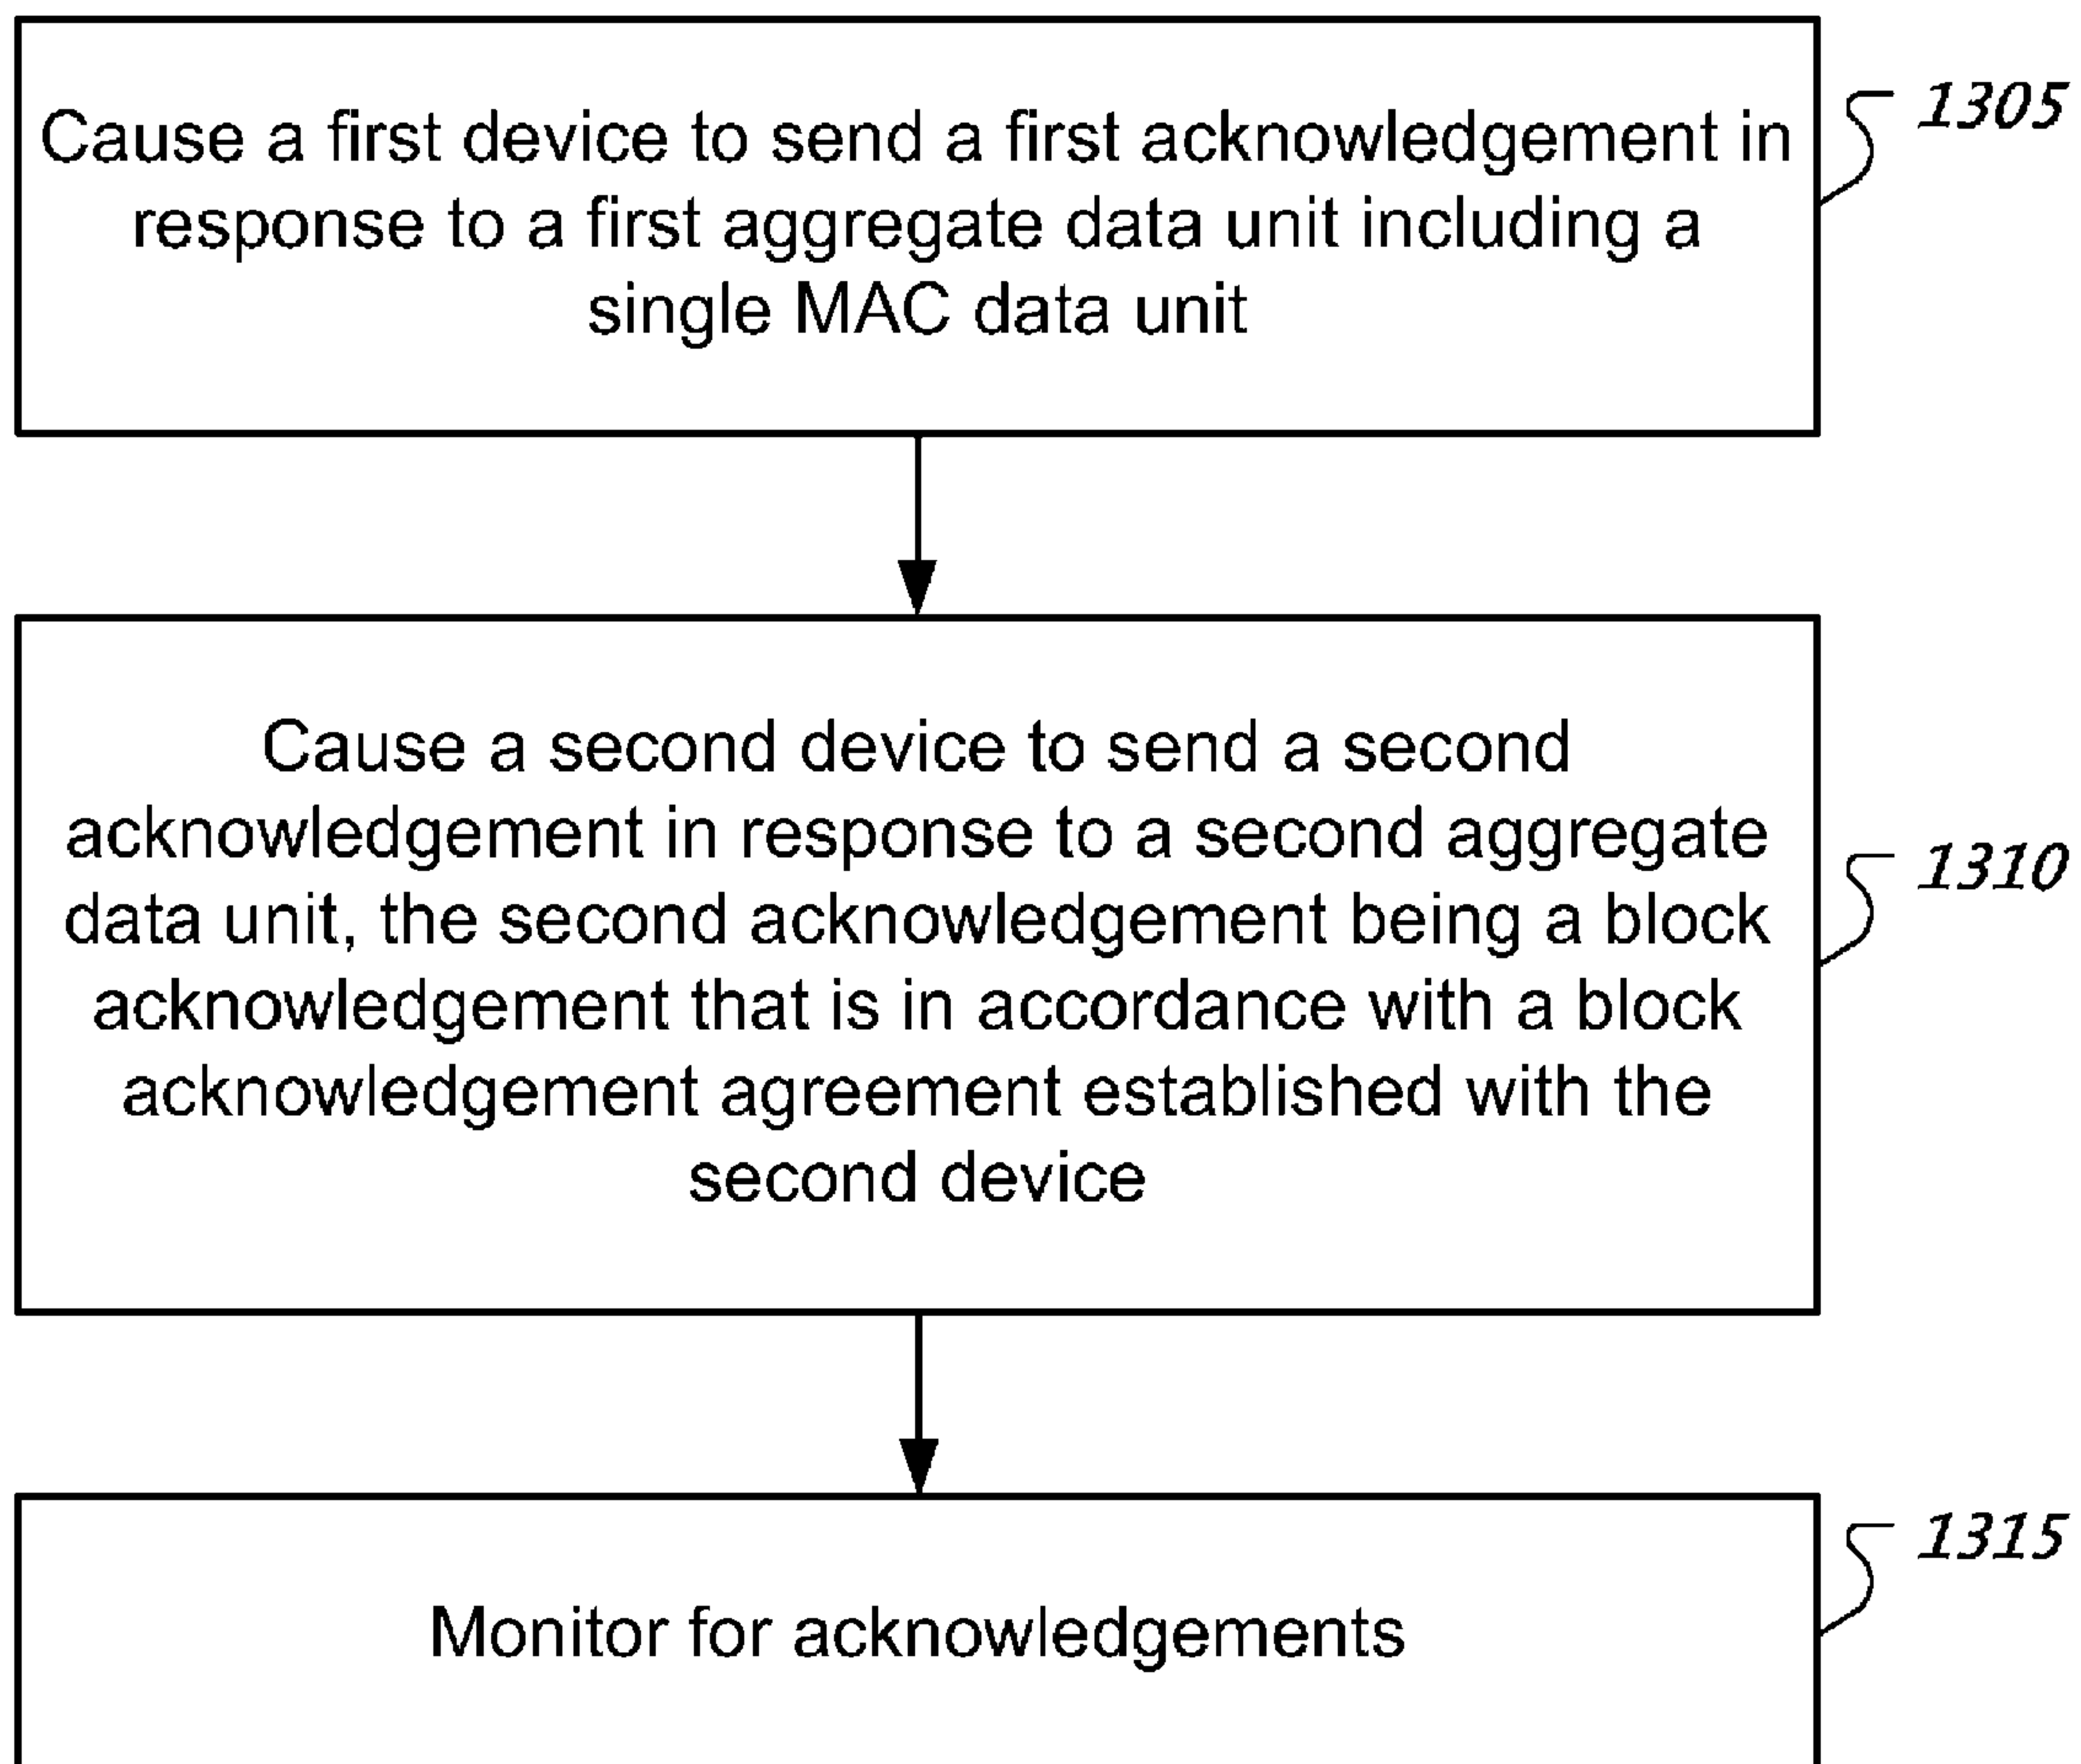 Cause a first device to send a first acknowledgement in
response to a first aggregate data unit including a
single MAC data unit
1305
Cause a second device to send a second
acknowledgement in response to a second aggregate
data unit, the second acknowledgement being a block
acknowledgement that is in accordance with a block
acknowledgement agreement established with the
second device
1310
Monitor for acknowledgements
1315